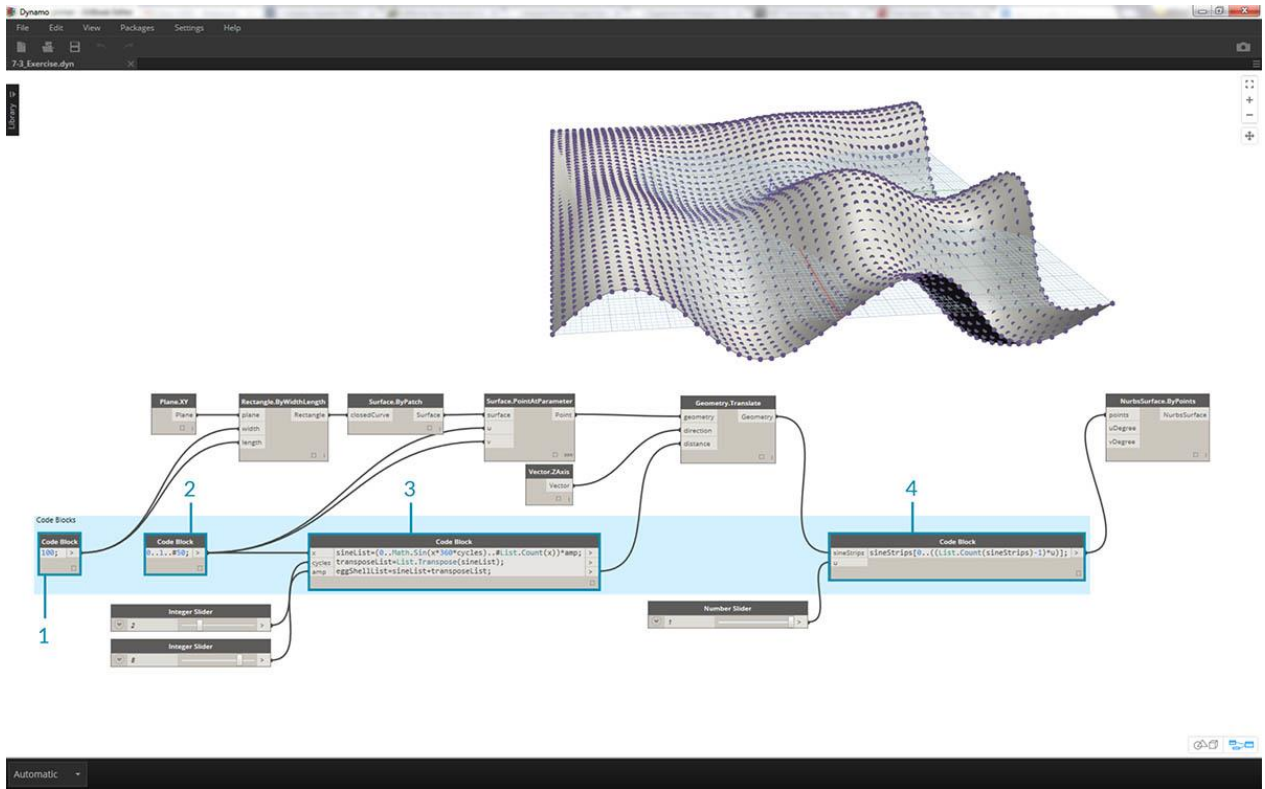 Dynamo
File Edit View Packages Settings Help
7-3_Exercise.dyn
Library
Plane.XY
Plane
Rectangle.ByWidthLength
plane Rectangle
width
length
Surface.ByPatch
closedCurve Surface
Surface.PointAtParameter
surface Point
u
v
Vector.ZAxis
Vector
Geometry.Translate
geometry Geometry
direction
distance
NurbsSurface.ByPoints
points NurbsSurface
uDegree
vDegree
Code Blocks
1
Code Block
100; >
2
Code Block
0..1..#50; >
3
Code Block
x sineList=(0..Math.Sin(x*360*cycles)..#List.Count(x))*amp; >
cycles transposeList=List.Transpose(sineList); >
amp eggShellList=sineList+transposeList; >
4
Code Block
sineStrips sineStrips[0..((List.Count(sineStrips)-1)*u)]; >
u
Integer Slider
2 >
Integer Slider
8 >
Number Slider
1 >
Automatic